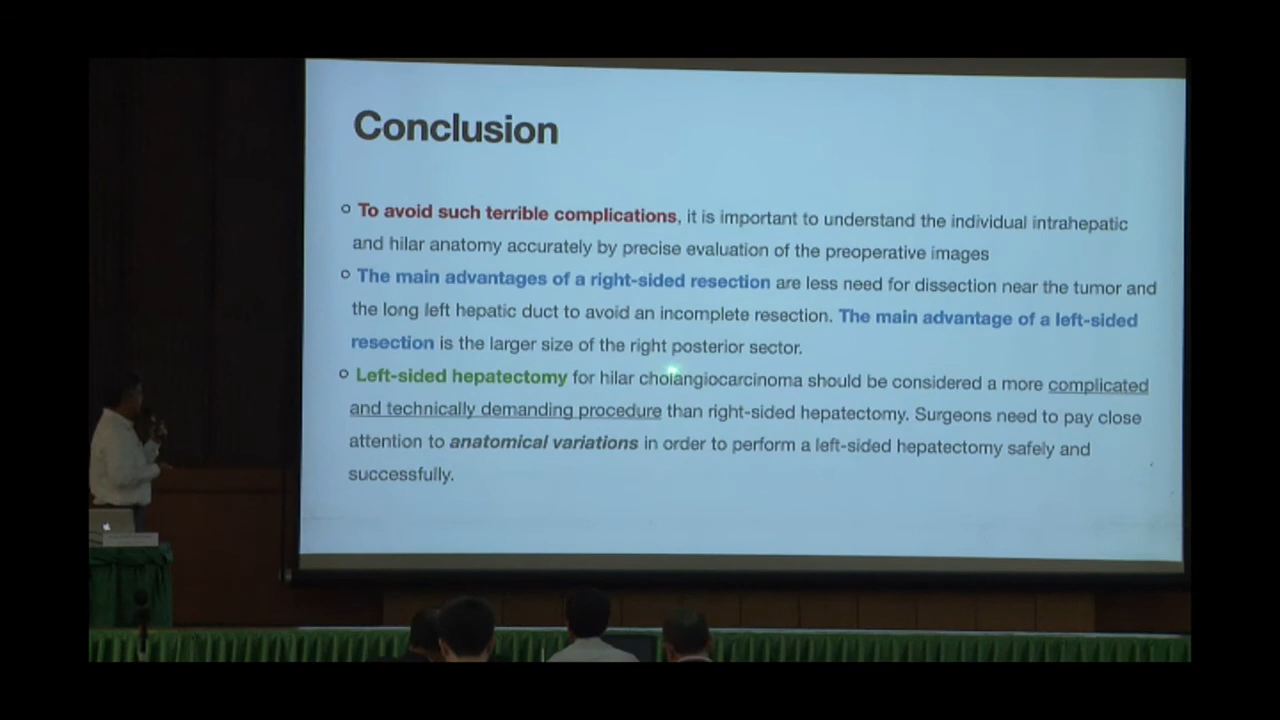 Conclusion
To avoid such terrible complications, it is important to understand the individual intrahepatic
and hilar anatomy accurately by precise evaluation of the preoperative images
The main advantages of a right-sided resection are less need for dissection near the tumor and
the long left hepatic duct to avoid an incomplete resection. The main advantage of a left-sided
resection is the larger size of the right posterior sector.
Left-sided hepatectomy for hilar cholangiocarcinoma should be considered a more complicated
and technically demanding procedure than right-sided hepatectomy. Surgeons need to pay close
attention to anatomical variations in order to perform a left-sided hepatectomy safely and
successfully.